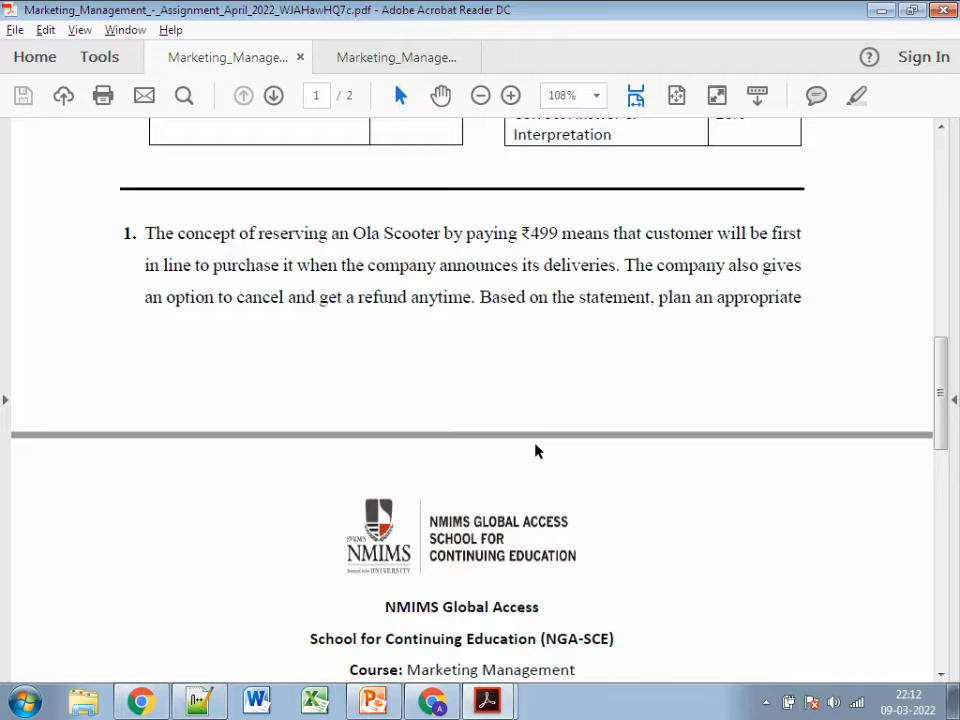 Marketing_Management_-_Assignment_April_2022_WJAHawHQ7c.pdf - Adobe Acrobat Reader DC
File Edit View Window Help
Home Tools Marketing_Manage... × Marketing_Manage... Sign In
1 / 2 108%
Interpretation
1. The concept of reserving an Ola Scooter by paying ₹499 means that customer will be first
in line to purchase it when the company announces its deliveries. The company also gives
an option to cancel and get a refund anytime. Based on the statement, plan an appropriate
SVKM'S
NMIMS
NMIMS GLOBAL ACCESS
SCHOOL FOR
CONTINUING EDUCATION
NMIMS Global Access
School for Continuing Education (NGA-SCE)
Course: Marketing Management
22:12
09-03-2022